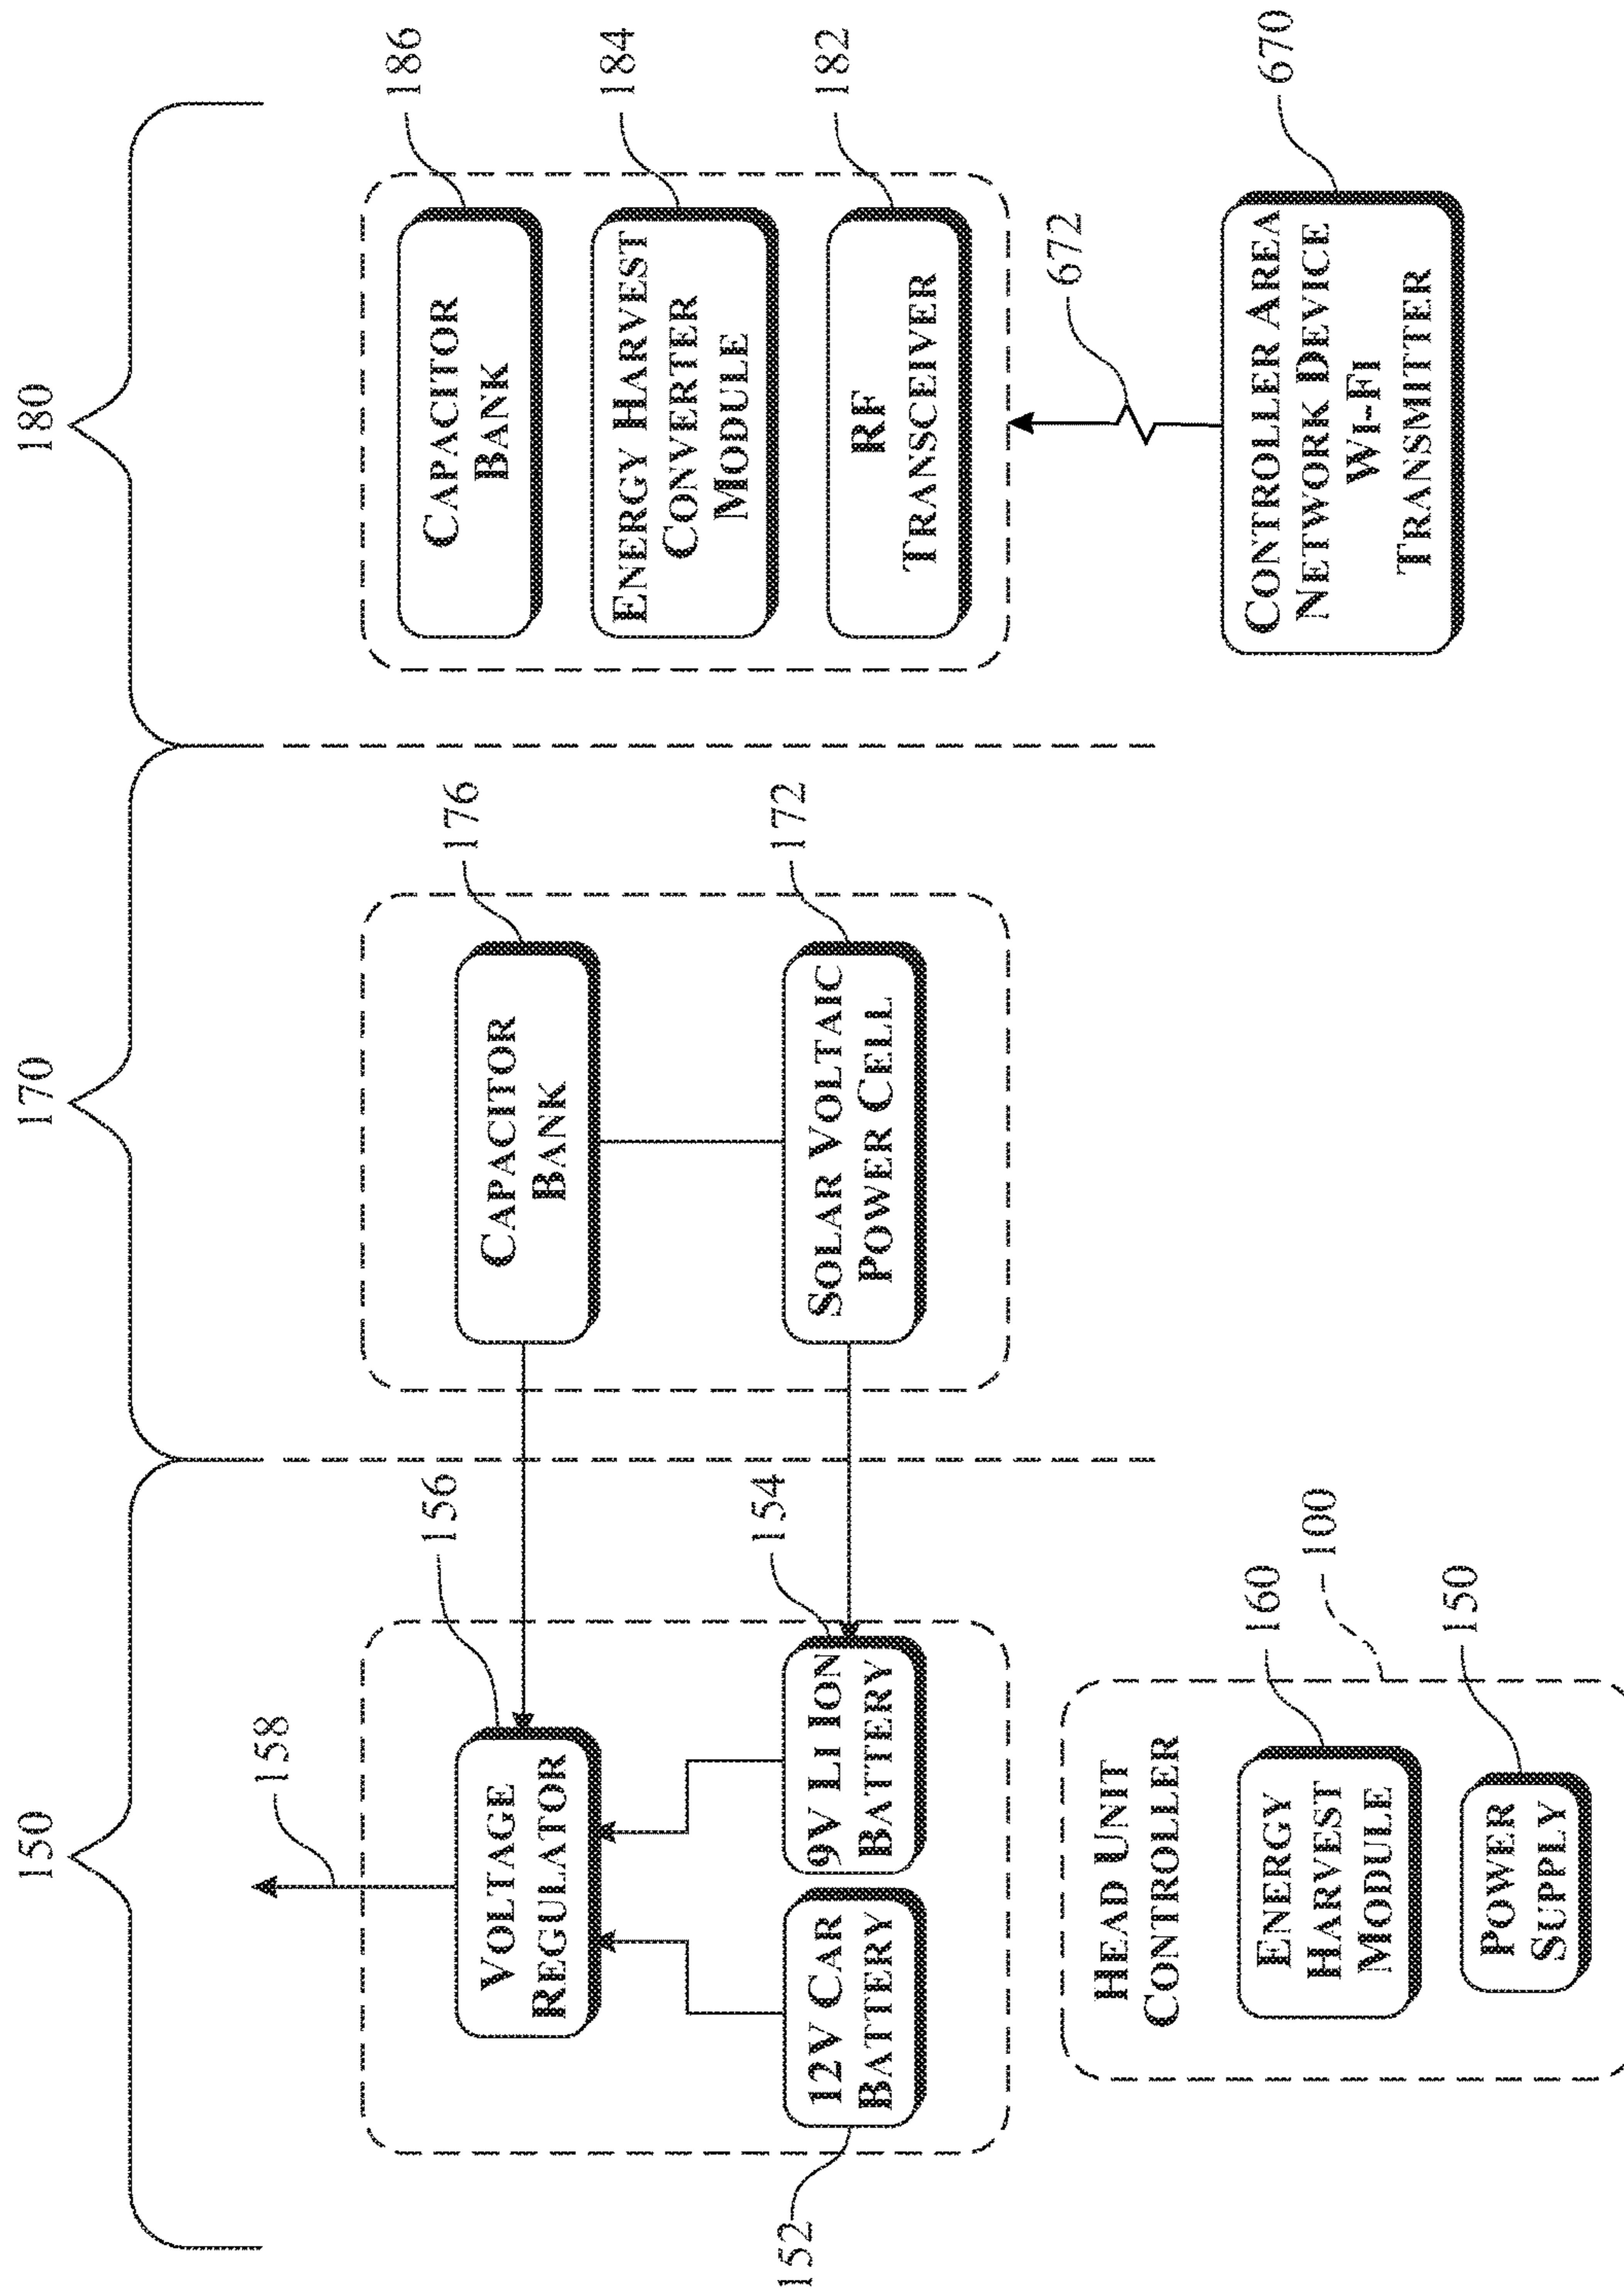 150
170
180
158
156
VOLTAGE
REGULATOR
154
12V CAR
BATTERY
9V LI ION
BATTERY
152
176
CAPACITOR
BANK
172
SOLAR VOLTAIC
POWER CELL
186
CAPACITOR
BANK
184
ENERGY HARVEST
CONVERTER
MODULE
182
RF
TRANSCEIVER
672
670
CONTROLLER AREA
NETWORK DEVICE
WI-FI
TRANSMITTER
100
HEAD UNIT
CONTROLLER
160
ENERGY
HARVEST
MODULE
150
POWER
SUPPLY